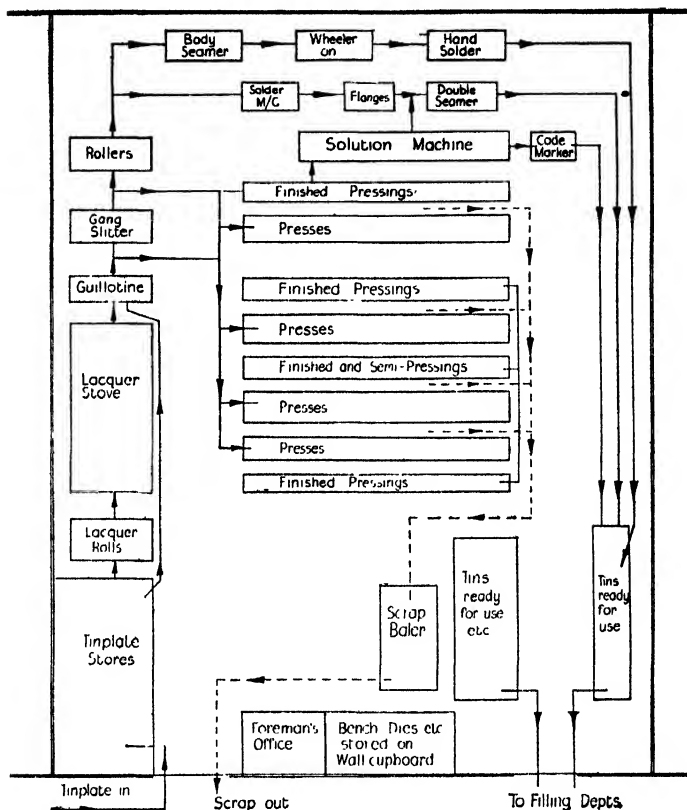 Body
Seamer
Wheeler
on
Hand
Solder
Solder
M/C
Flanges
Double
Seamer
Rollers
Solution Machine
Code
Marker
Finished Pressings
Gang
Slitter
Presses
Guillotine
Finished Pressings
Presses
Lacquer
Stove
Finished and Semi-Pressings
Presses
Presses
Finished Pressings
Lacquer
Rolls
Tinplate
Stores
Scrap
Baler
Tins
ready
for use
etc
Tins
ready
for
use
Foreman's
Office
Bench Dies etc
stored on
Wall cupboard
Tinplate in
Scrap out
To Filling Depts.